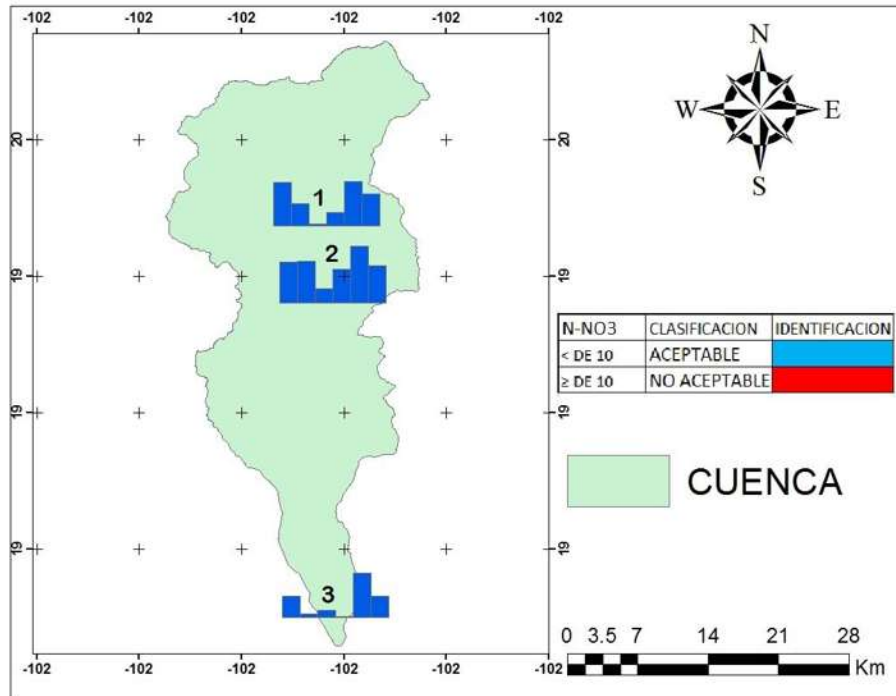 -102 -102 -102 -102 -102 -102
N
W E
S
20 20
1
2
19 19
N-NO3 CLASIFICACION IDENTIFICACION
< DE 10 ACEPTABLE
≥ DE 10 NO ACEPTABLE
19 19
CUENCA
19 19
3
0 3.5 7 14 21 28
Km
-102 -102 -102 -102 -102 -102